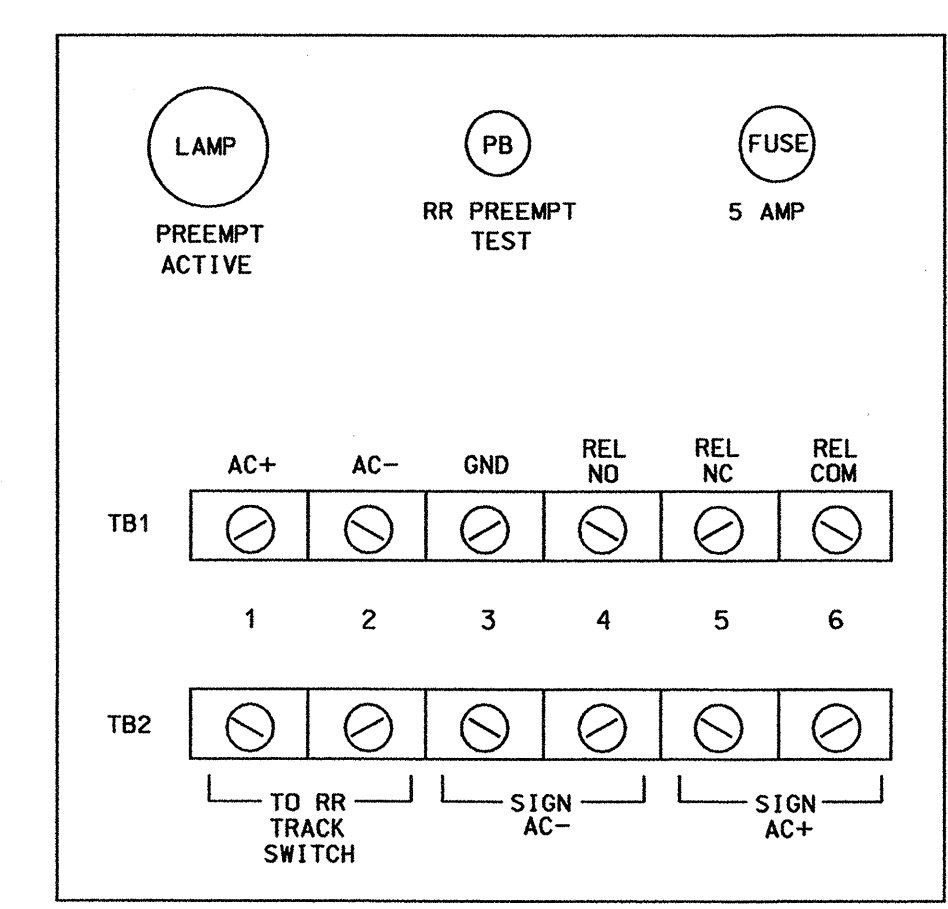 LAMP
PREEMPT
ACTIVE
PB
RR PREEMPT
TEST
FUSE
5 AMP
AC+
AC-
GND
REL
NO
REL
NC
REL
COM
TB1
1 2 3 4 5 6
TB2
TO RR
TRACK
SWITCH
SIGN
AC-
SIGN
AC+